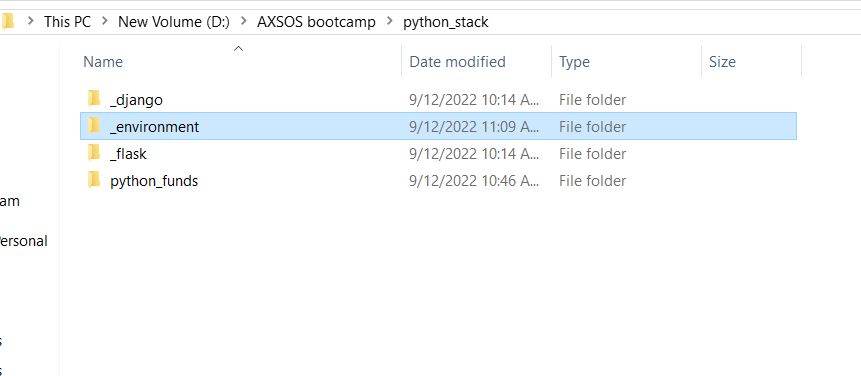 This PC > New Volume (D:) > AXSOS bootcamp > python_stack
Name Date modified Type Size
_django 9/12/2022 10:14 A... File folder
_environment 9/12/2022 11:09 A... File folder
_flask 9/12/2022 10:14 A... File folder
python_funds 9/12/2022 10:46 A... File folder
am
ersonal
s
s